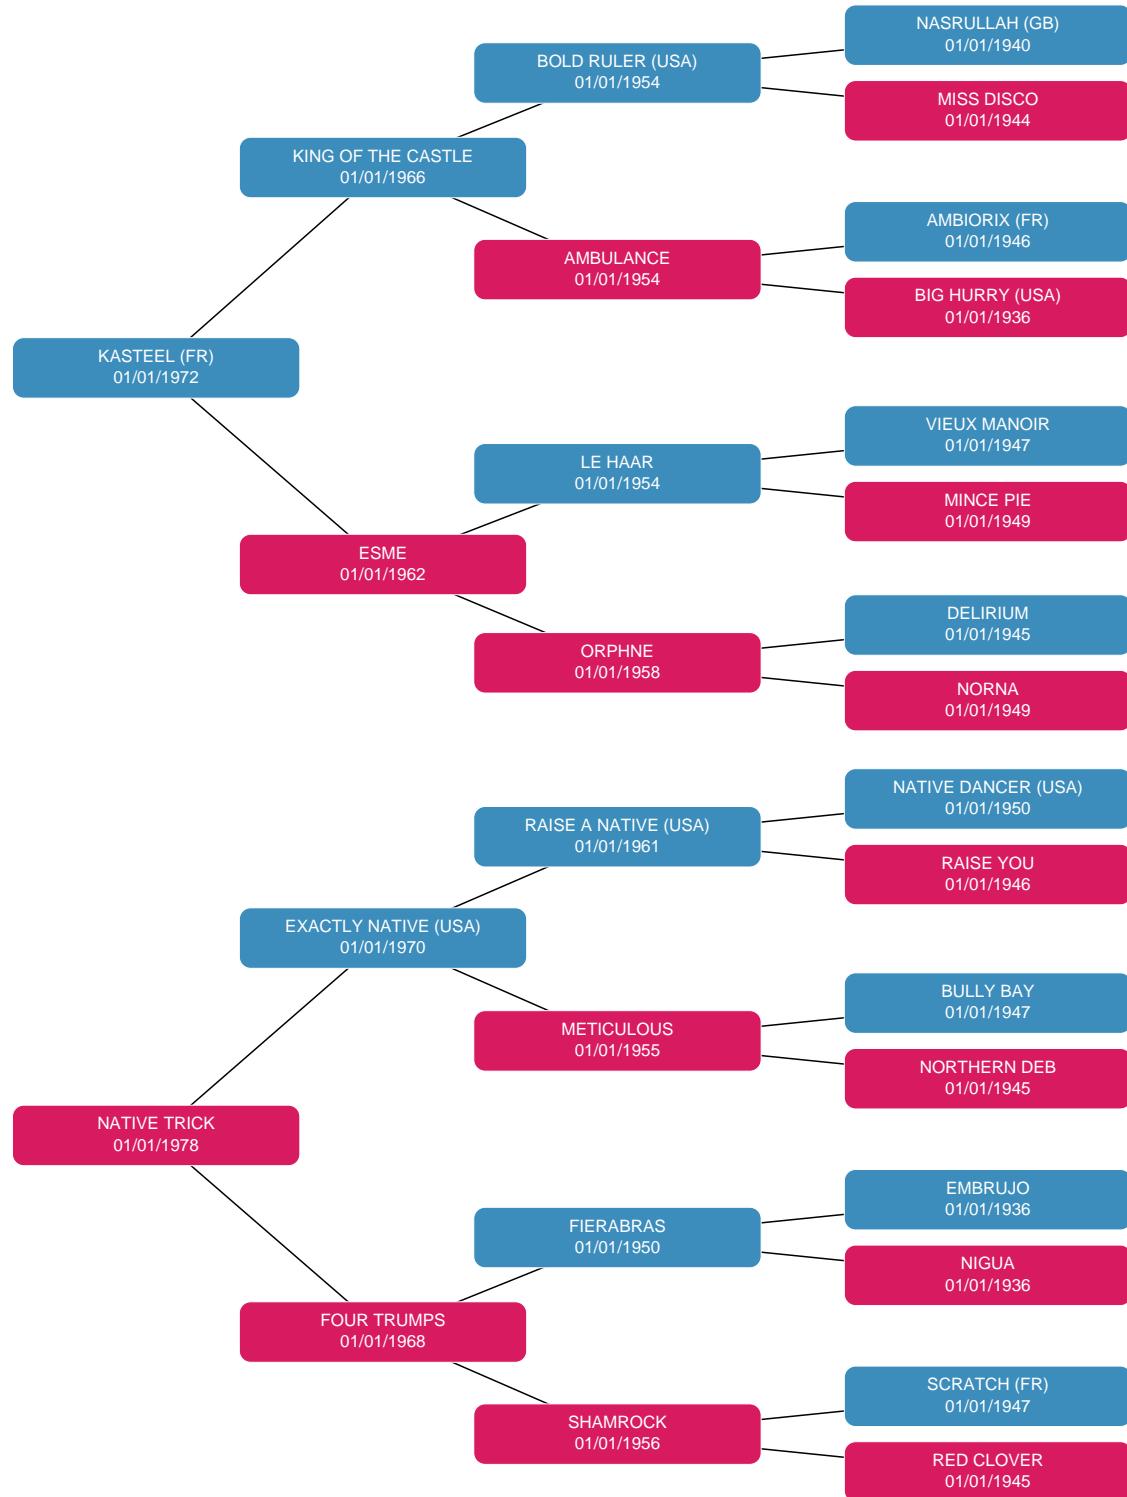 NASRULLAH (GB)
01/01/1940
BOLD RULER (USA)
01/01/1954
MISS DISCO
01/01/1944
KING OF THE CASTLE
01/01/1966
AMBIORIX (FR)
01/01/1946
AMBULANCE
01/01/1954
BIG HURRY (USA)
01/01/1936
KASTEEL (FR)
01/01/1972
VIEUX MANOIR
01/01/1947
LE HAAR
01/01/1954
MINCE PIE
01/01/1949
ESME
01/01/1962
DELIRIUM
01/01/1945
ORPHNE
01/01/1958
NORNA
01/01/1949
NATIVE DANCER (USA)
01/01/1950
RAISE A NATIVE (USA)
01/01/1961
RAISE YOU
01/01/1946
EXACTLY NATIVE (USA)
01/01/1970
BULLY BAY
01/01/1947
METICULOUS
01/01/1955
NORTHERN DEB
01/01/1945
NATIVE TRICK
01/01/1978
EMBRUJO
01/01/1936
FIERABRAS
01/01/1950
NIGUA
01/01/1936
FOUR TRUMPS
01/01/1968
SCRATCH (FR)
01/01/1947
SHAMROCK
01/01/1956
RED CLOVER
01/01/1945